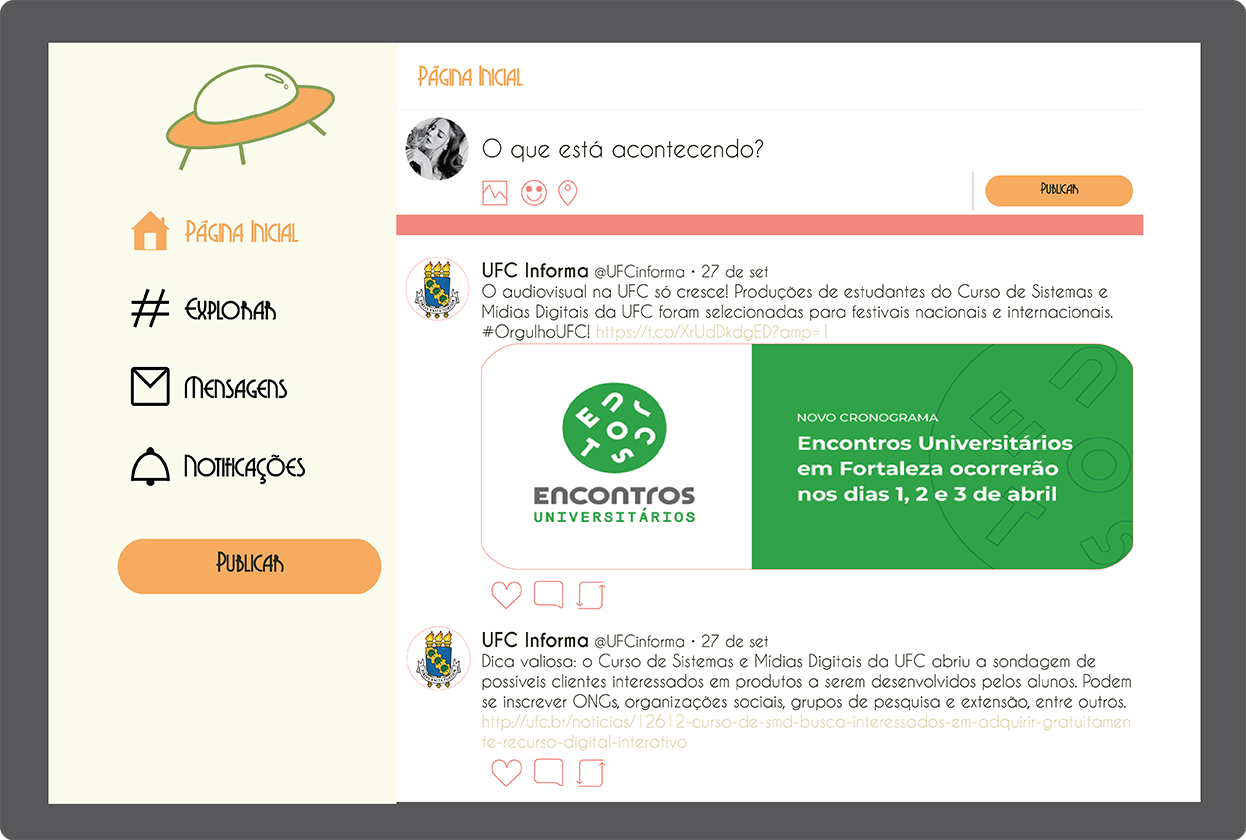 Página Inicial
Explorar
Mensagens
Notificações
Publicar
Página Inicial
O que está acontecendo?
Publicar
UFC Informa @UFCinforma • 27 de set
O audiovisual na UFC só cresce! Produções de estudantes do Curso de Sistemas e
Mídias Digitais da UFC foram selecionadas para festivais nacionais e internacionais.
#OrgulhoUFC! https://t.co/XrUdDkdgED?amp=1
ENCONTROS
UNIVERSITÁRIOS
NOVO CRONOGRAMA
Encontros Universitários
em Fortaleza ocorrerão
nos dias 1, 2 e 3 de abril
UFC Informa @UFCinforma • 27 de set
Dica valiosa: o Curso de Sistemas e Mídias Digitais da UFC abriu a sondagem de
possíveis clientes interessados em produtos a serem desenvolvidos pelos alunos. Podem
se inscrever ONGs, organizações sociais, grupos de pesquisa e extensão, entre outros.
http://ufc.br/noticias/12612-curso-de-smd-busca-interessados-em-adquirir-gratuitamen
te-recurso-digital-interativo